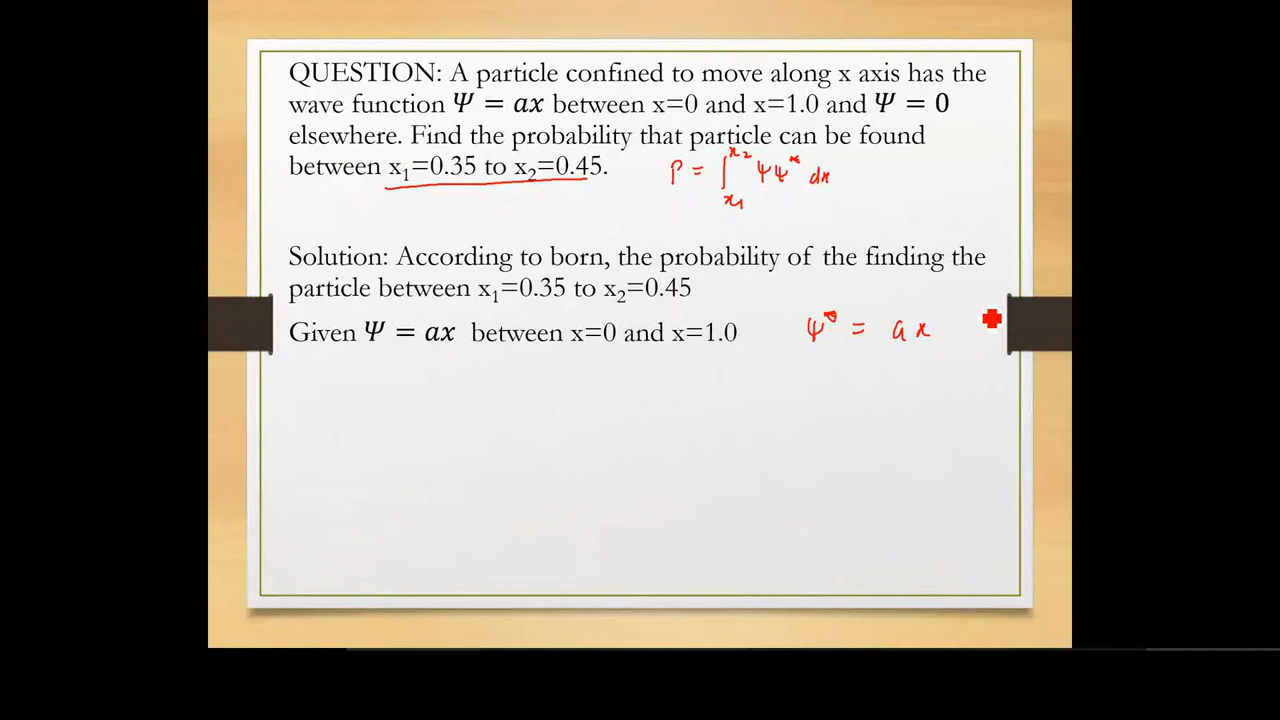 QUESTION: A particle confined to move along x axis has the
wave function Ψ = ax between x=0 and x=1.0 and Ψ = 0
elsewhere. Find the probability that particle can be found
between x₁=0.35 to x₂=0.45.
P = ∫ₓ₁ˣ² ΨΨ* dx
Solution: According to born, the probability of the finding the
particle between x₁=0.35 to x₂=0.45
Given Ψ = ax between x=0 and x=1.0
Ψ* = ax